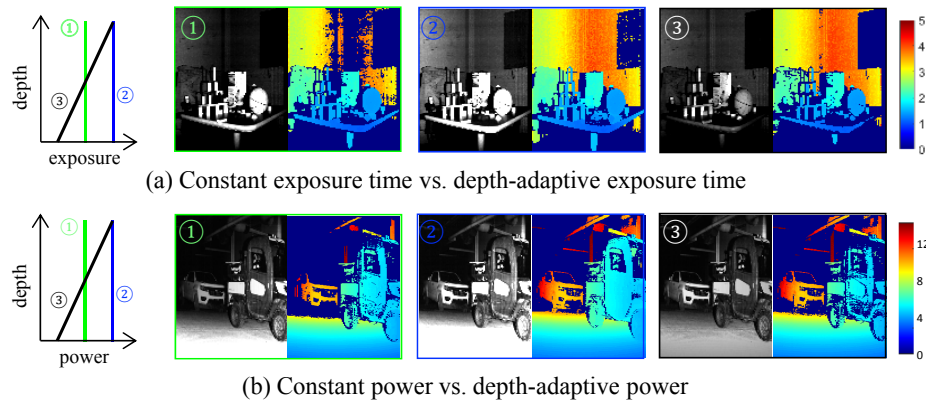 ① ① ② ③ 5
4
depth 3
③ ② 2
1
exposure 0
(a) Constant exposure time vs. depth-adaptive exposure time
① ① ② ③
12
depth 8
③ ② 4
power 0
(b) Constant power vs. depth-adaptive power